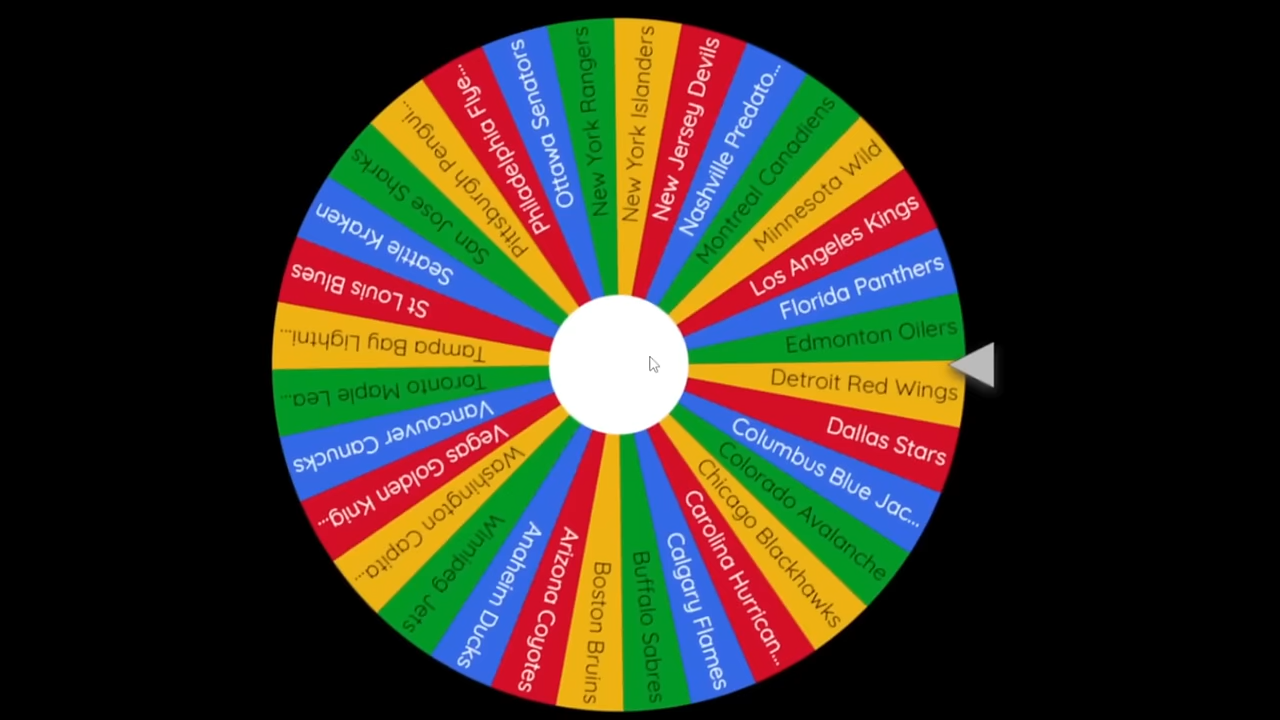 New York Islanders
New Jersey Devils
Nashville Predato...
Montreal Canadiens
Minnesota Wild
Los Angeles Kings
Florida Panthers
Edmonton Oilers
Detroit Red Wings
Dallas Stars
Columbus Blue Jac...
Colorado Avalanche
Chicago Blackhawks
Carolina Hurrican...
Calgary Flames
Buffalo Sabres
Boston Bruins
Arizona Coyotes
Anaheim Ducks
Winnipeg Jets
Washington Capita...
Vegas Golden Knig...
Vancouver Canucks
Toronto Maple Lea...
Tampa Bay Lightni...
St Louis Blues
Seattle Kraken
San Jose Sharks
Pittsburgh Pengui...
Philadelphia Flye...
Ottawa Senators
New York Rangers